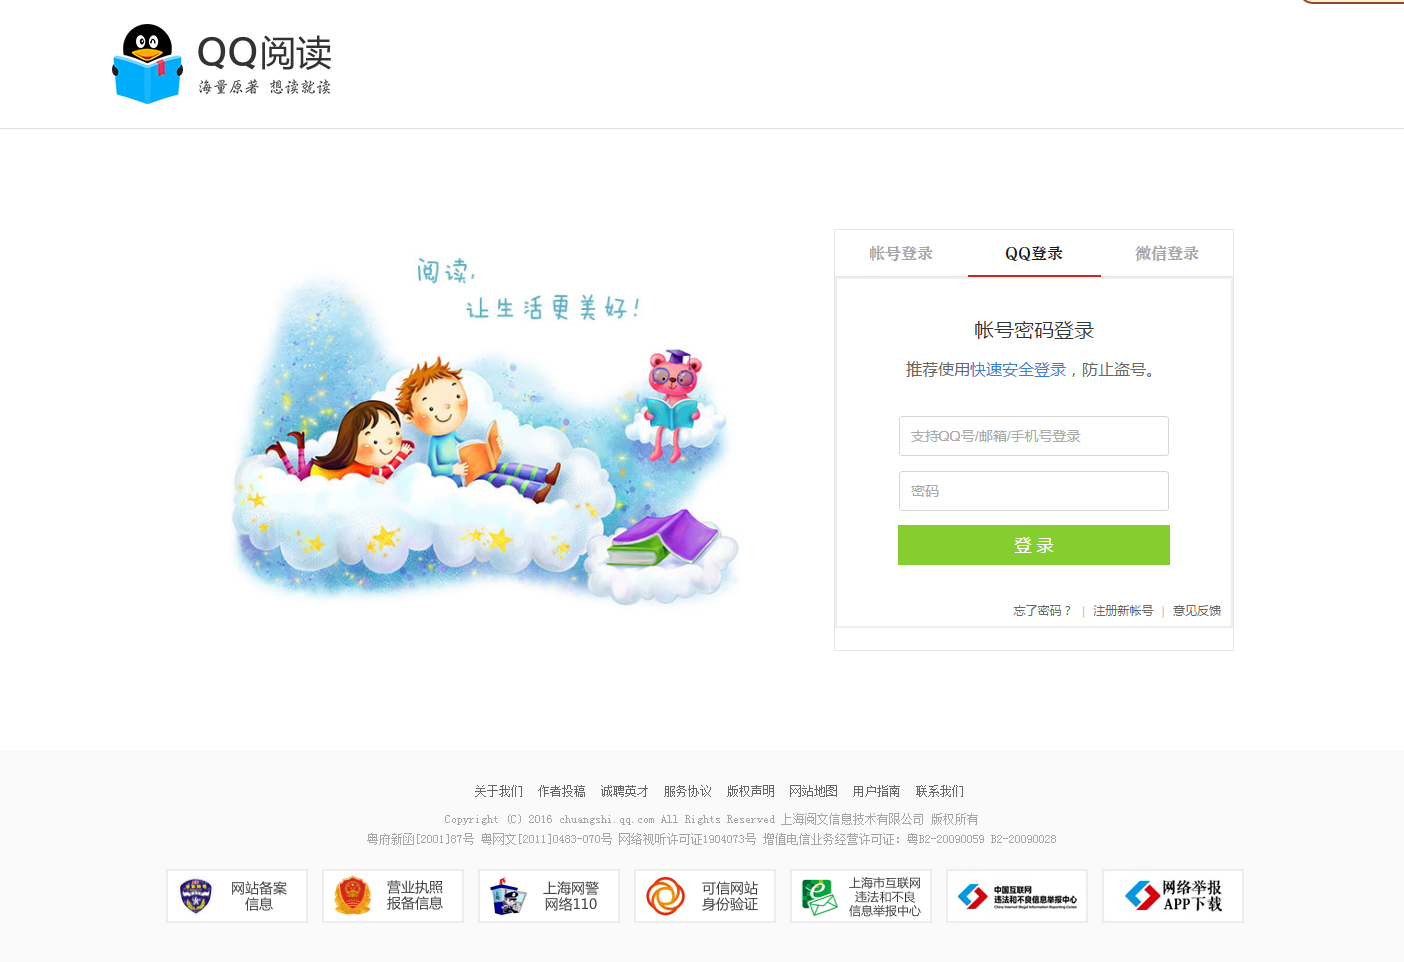 QQ阅读
海量原著 想读就读
阅读,
让生活更美好!
帐号登录 QQ登录 微信登录
帐号密码登录
推荐使用快速安全登录，防止盗号。
支持QQ号/邮箱/手机号登录
密码
登 录
忘了密码？ | 注册新帐号 | 意见反馈
关于我们 作者投稿 诚聘英才 服务协议 版权声明 网站地图 用户指南 联系我们
Copyright (C) 2016 chuangshi.qq.com All Rights Reserved 上海阅文信息技术有限公司 版权所有
粤府新函[2001]87号 粤网文[2011]0483-070号 网络视听许可证1904073号 增值电信业务经营许可证：粤B2-20090059 B2-20090028
网站备案
信息
营业执照
报备信息
上海网警
网络110
可信网站
身份验证
上海市互联网
违法和不良
信息举报中心
中国互联网
违法和不良信息举报中心
China Internet Illegal Information Reporting Center
网络举报
APP下载